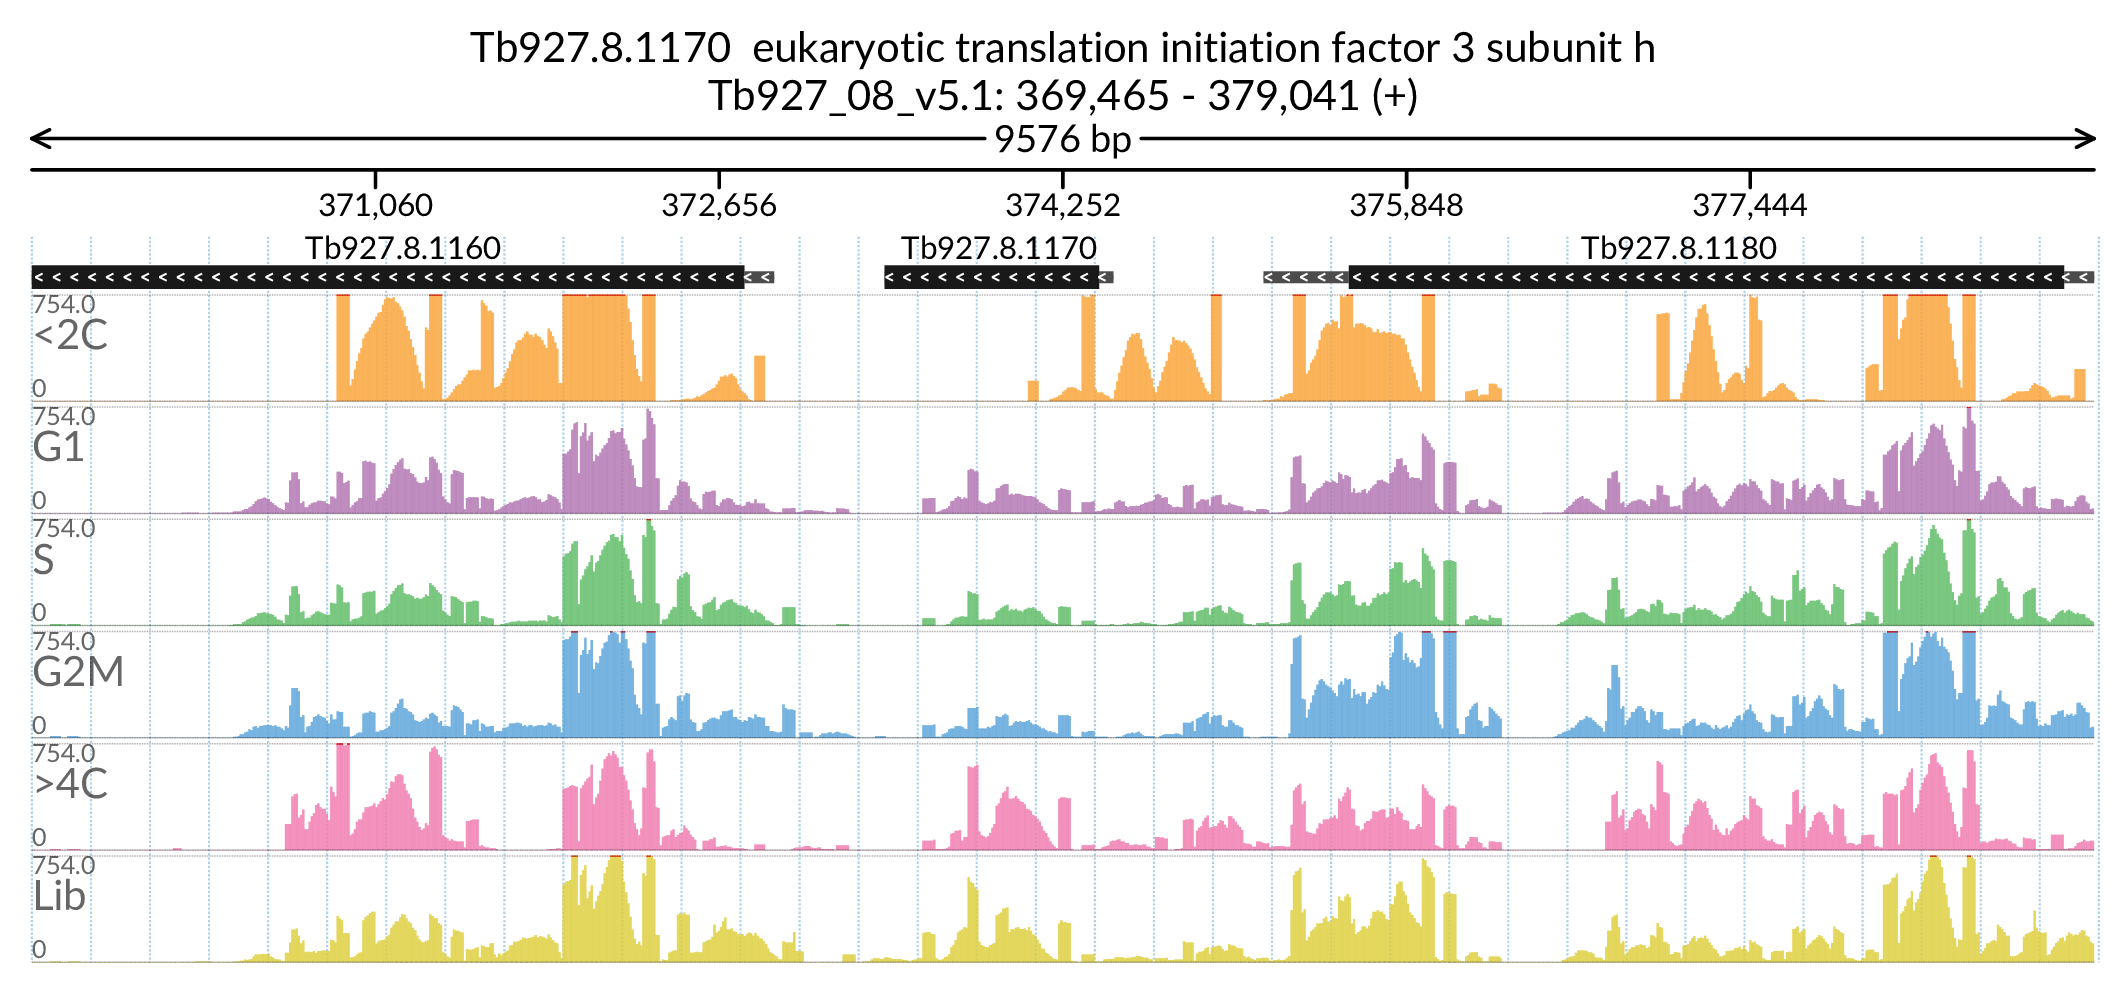 Tb927.8.1170  eukaryotic translation initiation factor 3 subunit h
Tb927_08_v5.1: 369,465 - 379,041 (+)
9576 bp
371,060 372,656 374,252 375,848 377,444
Tb927.8.1160 Tb927.8.1170 Tb927.8.1180
754.0
<2C
0
754.0
G1
0
754.0
S
0
754.0
G2M
0
754.0
>4C
0
754.0
Lib
0